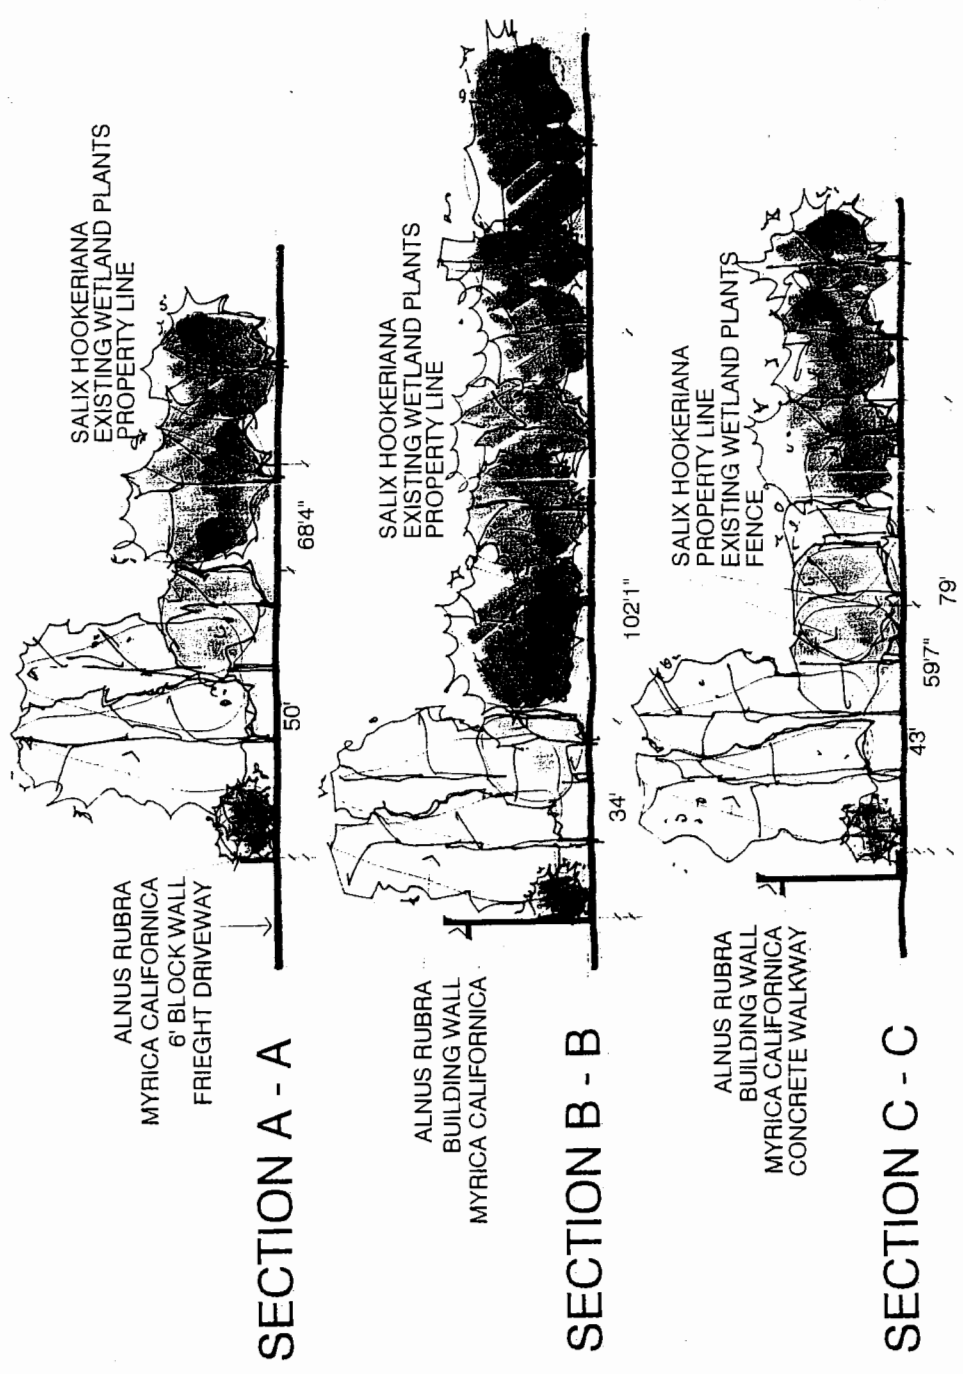 SECTION A - A
ALNUS RUBRA
MYRICA CALIFORNICA
6' BLOCK WALL
FRIEGHT DRIVEWAY
SALIX HOOKERIANA
EXISTING WETLAND PLANTS
PROPERTY LINE
50'
68'4"
SECTION B - B
ALNUS RUBRA
BUILDING WALL
MYRICA CALIFORNICA
SALIX HOOKERIANA
EXISTING WETLAND PLANTS
PROPERTY LINE
34'
102'1"
SECTION C - C
ALNUS RUBRA
BUILDING WALL
MYRICA CALIFORNICA
CONCRETE WALKWAY
SALIX HOOKERIANA
PROPERTY LINE
EXISTING WETLAND PLANTS
FENCE
43'
59'7"
79'